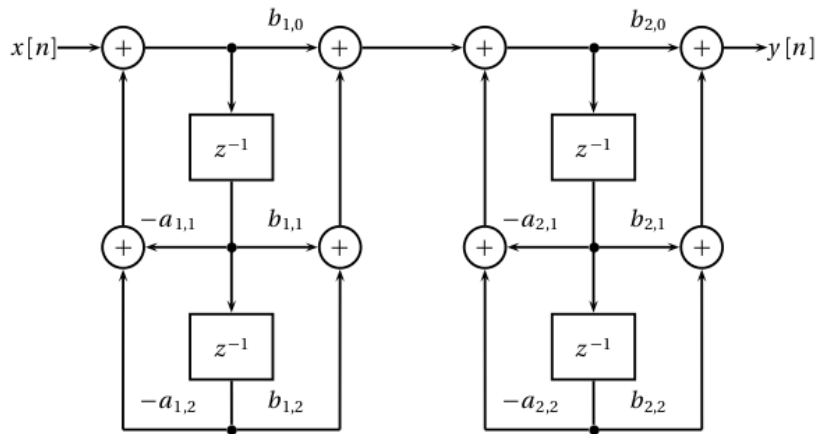 b₁,₀ b₂,₀
x[n] + + + + y[n]
z⁻¹ z⁻¹
−a₁,₁ b₁,₁ −a₂,₁ b₂,₁
+ + + +
z⁻¹ z⁻¹
−a₁,₂ b₁,₂ −a₂,₂ b₂,₂